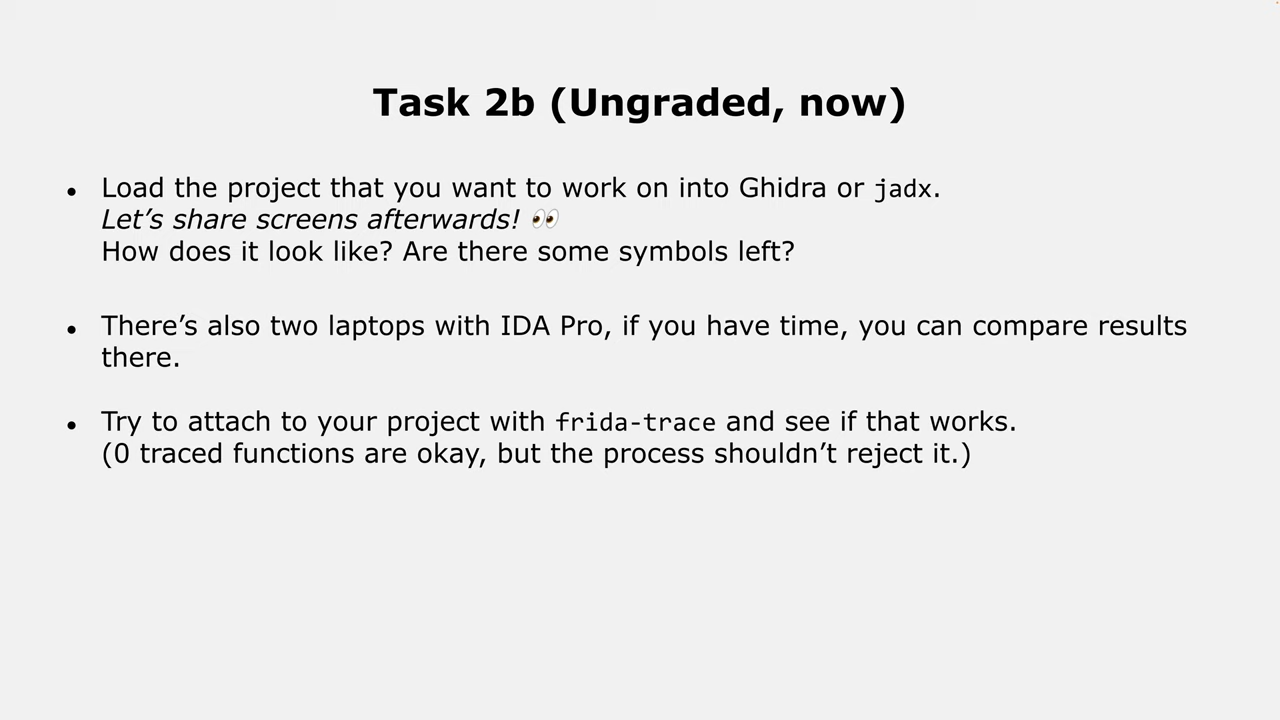 Task 2b (Ungraded, now)
• Load the project that you want to work on into Ghidra or jadx.
Let’s share screens afterwards! 👀
How does it look like? Are there some symbols left?
• There’s also two laptops with IDA Pro, if you have time, you can compare results
there.
• Try to attach to your project with frida-trace and see if that works.
(0 traced functions are okay, but the process shouldn’t reject it.)